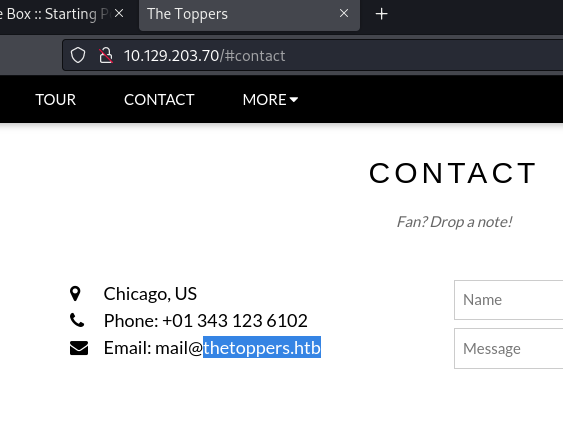 e Box :: Starting P
The Toppers
10.129.203.70/#contact
TOUR CONTACT MORE
CONTACT
Fan? Drop a note!
Chicago, US
Name
Phone: +01 343 123 6102
Email: mail@thetoppers.htb
Message